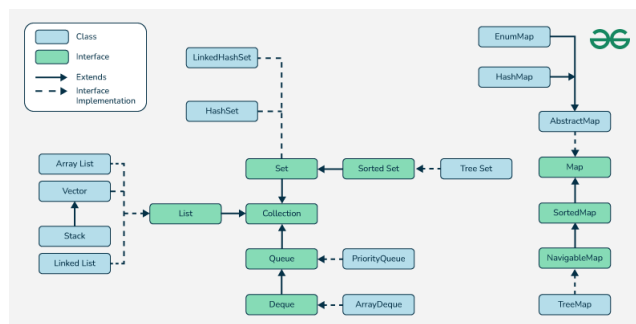 Class
Interface
Extends
Interface
Implementation
LinkedHashSet
HashSet
EnumMap
HashMap
AbstractMap
Array List
Vector
Stack
Linked List
List
Set
Sorted Set
Tree Set
Collection
Queue
PriorityQueue
Deque
ArrayDeque
Map
SortedMap
NavigableMap
TreeMap